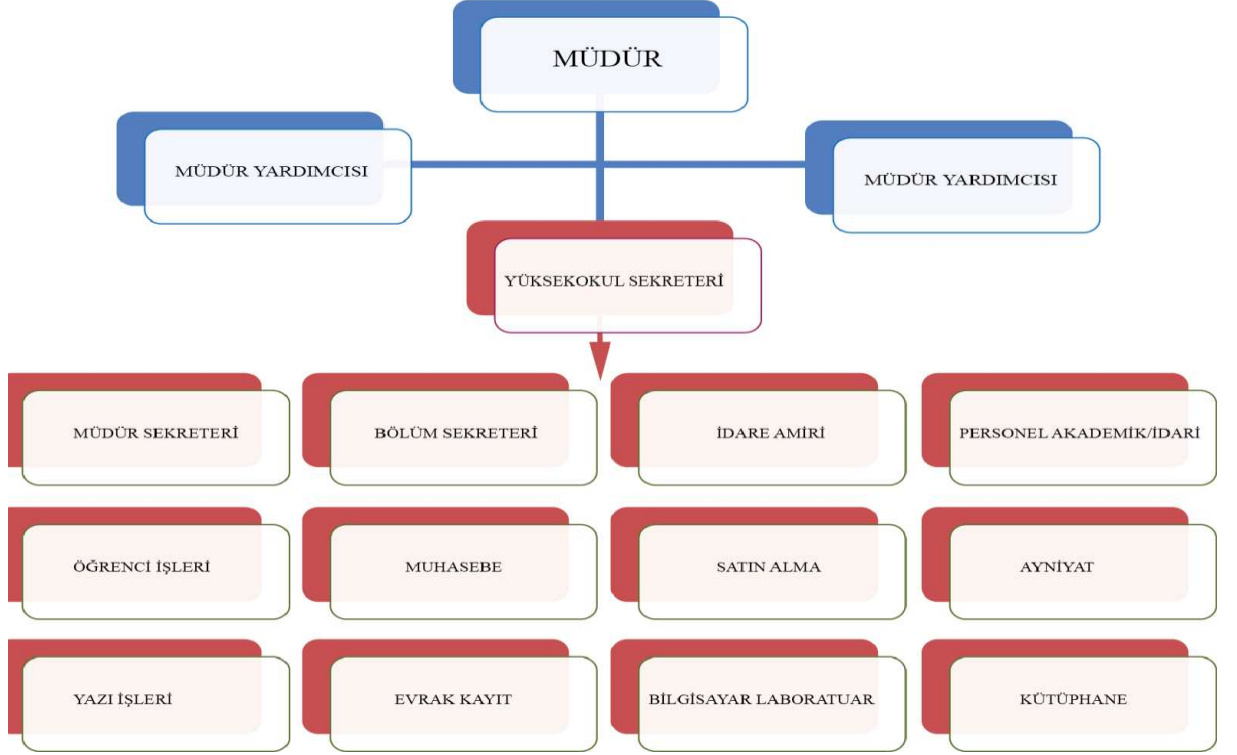 MÜDÜR
MÜDÜR YARDIMCISI
MÜDÜR YARDIMCISI
YÜKSEKOKUL SEKRETERİ
MÜDÜR SEKRETERİ
BÖLÜM SEKRETERİ
İDARE AMİRİ
PERSONEL AKADEMİK/İDARİ
ÖĞRENCİ İŞLERİ
MUHASEBE
SATIN ALMA
AYNİYAT
YAZI İŞLERİ
EVRAK KAYIT
BİLGİSAYAR LABORATUAR
KÜTÜPHANE